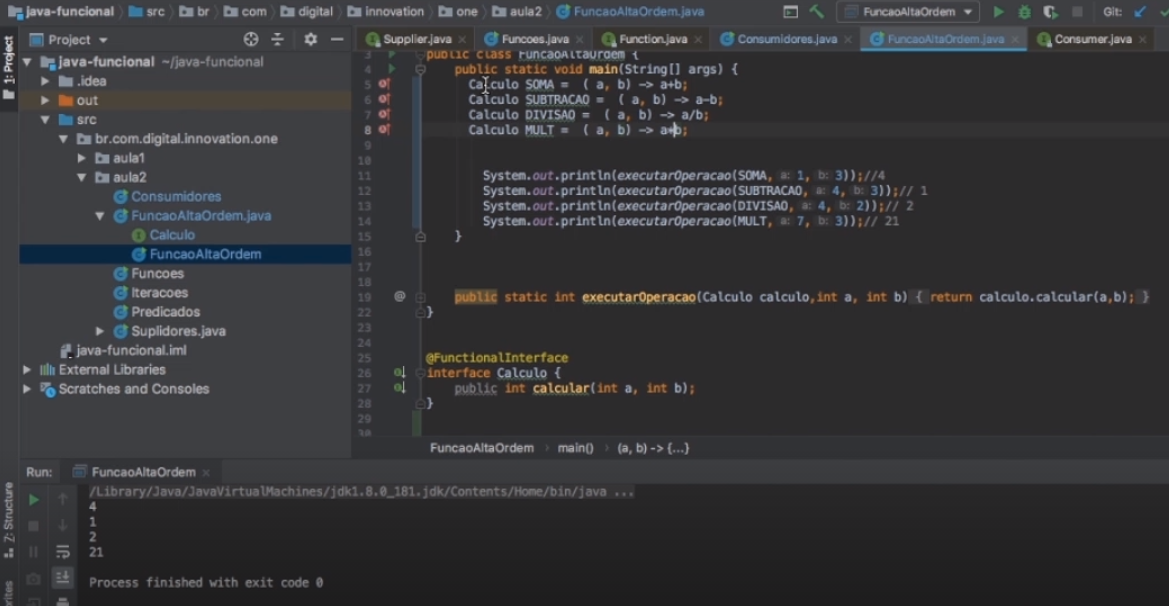 java-funcional src br com digital innovation one aula2 FuncaoAltaOrdem.java FuncaoAltaOrdem Git:
Project
Supplier.java Funcoes.java Function.java Consumidores.java FuncaoAltaOrdem.java Consumer.java
1: Project
java-funcional ~/java-funcional
.idea
out
src
br.com.digital.innovation.one
aula1
aula2
Consumidores
FuncaoAltaOrdem.java
Calculo
FuncaoAltaOrdem
Funcoes
Iteracoes
Predicados
Suplidores.java
java-funcional.iml
External Libraries
Scratches and Consoles
3 public class FuncaoAltaOrdem {
4 public static void main(String[] args) {
5 Calculo SOMA = ( a, b) -> a+b;
6 Calculo SUBTRACAO = ( a, b) -> a-b;
7 Calculo DIVISAO = ( a, b) -> a/b;
8 Calculo MULT = ( a, b) -> a*b;
9
10
11 System.out.println(executarOperacao(SOMA, a: 1, b: 3));//4
12 System.out.println(executarOperacao(SUBTRACAO, a: 4, b: 3));// 1
13 System.out.println(executarOperacao(DIVISAO, a: 4, b: 2));// 2
14 System.out.println(executarOperacao(MULT, a: 7, b: 3));// 21
15 }
16
17
18
19 @ public static int executarOperacao(Calculo calculo,int a, int b) { return calculo.calcular(a,b); }
22 }
23
24
25 @FunctionalInterface
26 interface Calculo {
27 public int calcular(int a, int b);
28 }
29
30
FuncaoAltaOrdem main() (a, b) -> {...}
Run: FuncaoAltaOrdem
/Library/Java/JavaVirtualMachines/jdk1.8.0_181.jdk/Contents/Home/bin/java ...
4
1
2
21
Process finished with exit code 0
Z: Structure